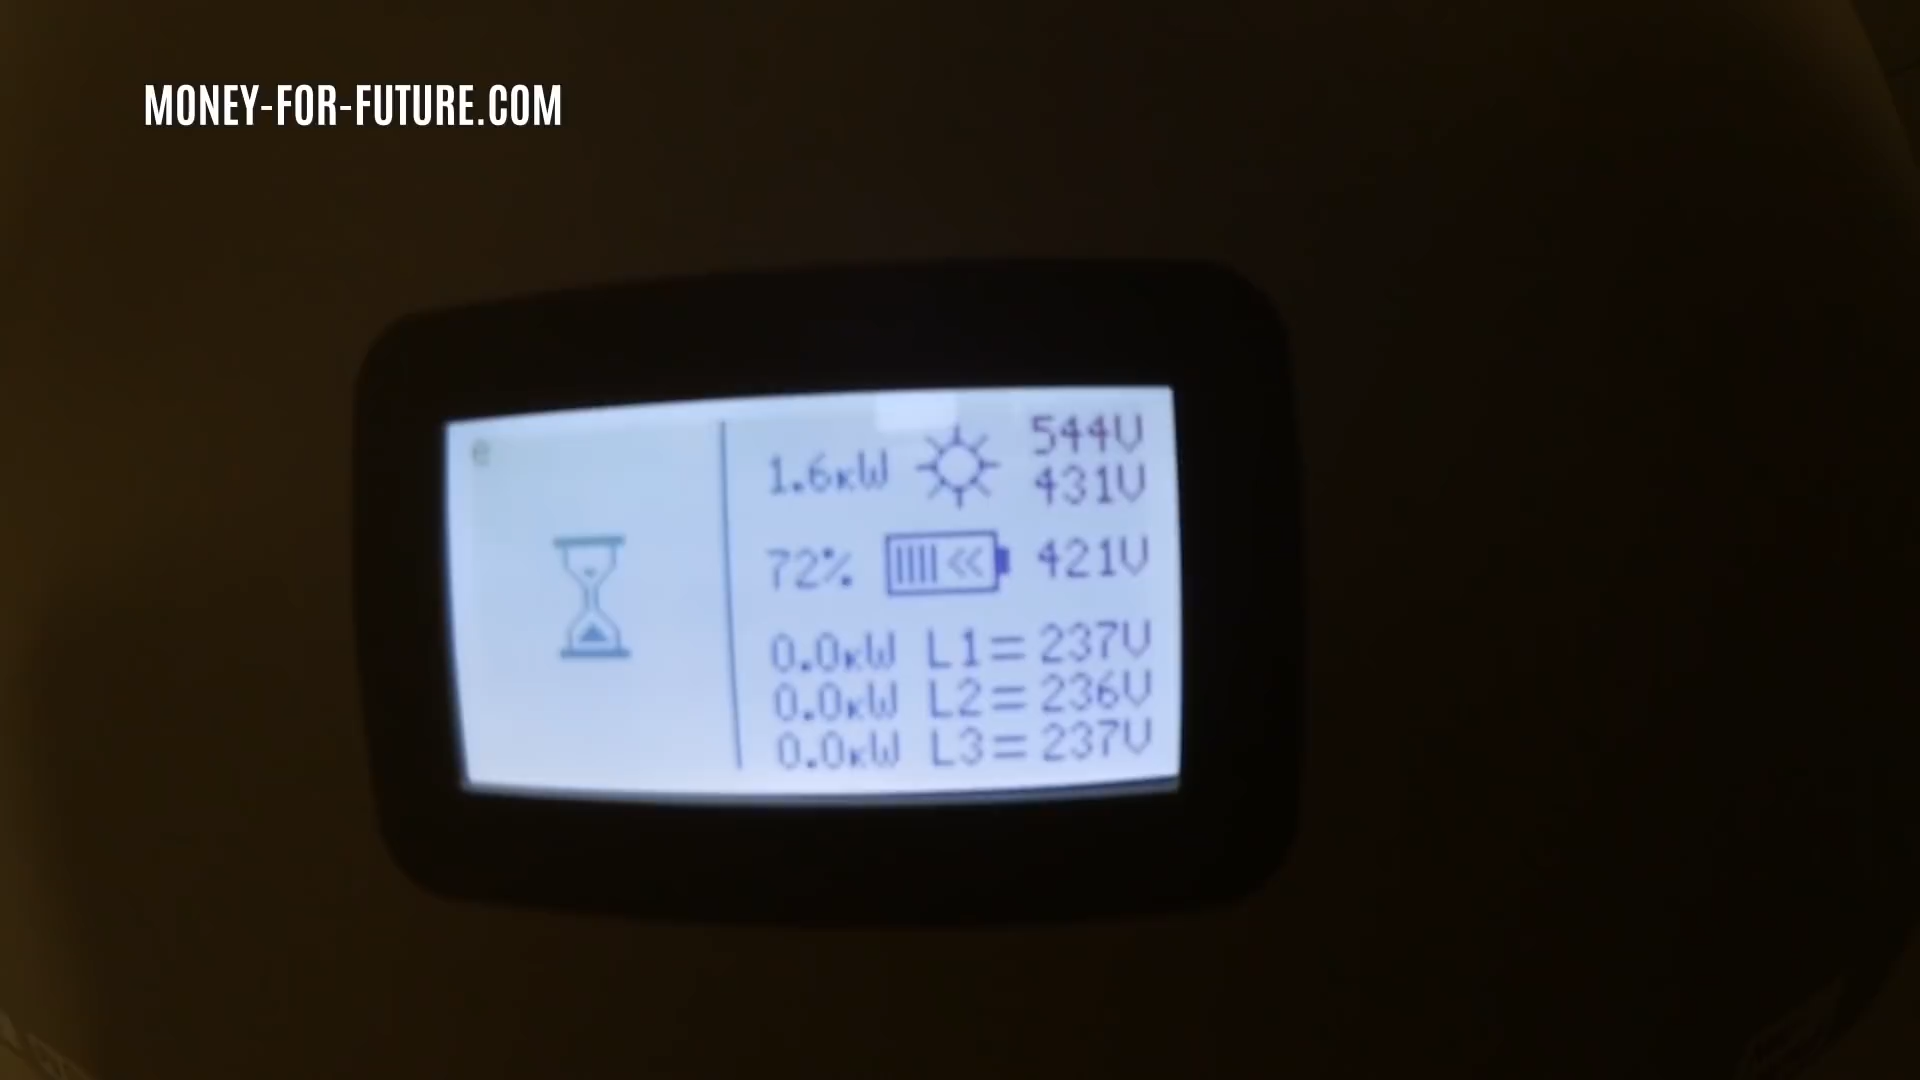 MONEY-FOR-FUTURE.COM
e
1.6kW 544V
431V
72% 421V
0.0kW L1=237V
0.0kW L2=236V
0.0kW L3=237V